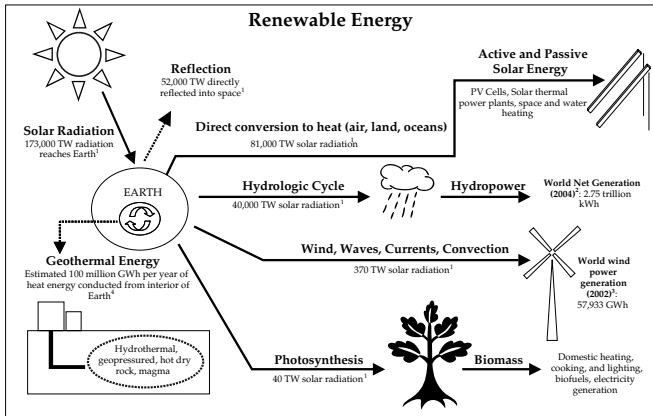 Renewable Energy
Reflection
52,000 TW directly
reflected into space1
Active and Passive
Solar Energy
PV Cells, Solar thermal
power plants, space and water
heating
Solar Radiation
173,000 TW radiation
reaches Earth1
Direct conversion to heat (air, land, oceans)
81,000 TW solar radiation1
EARTH
Hydrologic Cycle
40,000 TW solar radiation1
Hydropower
World Net Generation
(2004)2: 2.75 trillion
kWh
Wind, Waves, Currents, Convection
370 TW solar radiation1
World wind
power
generation
(2002)3:
57,933 GWh
Geothermal Energy
Estimated 100 million GWh per year of
heat energy conducted from interior of
Earth4
Hydrothermal,
geopressured, hot dry
rock, magma
Photosynthesis
40 TW solar radiation1
Biomass
Domestic heating,
cooking, and lighting,
biofuels, electricity
generation